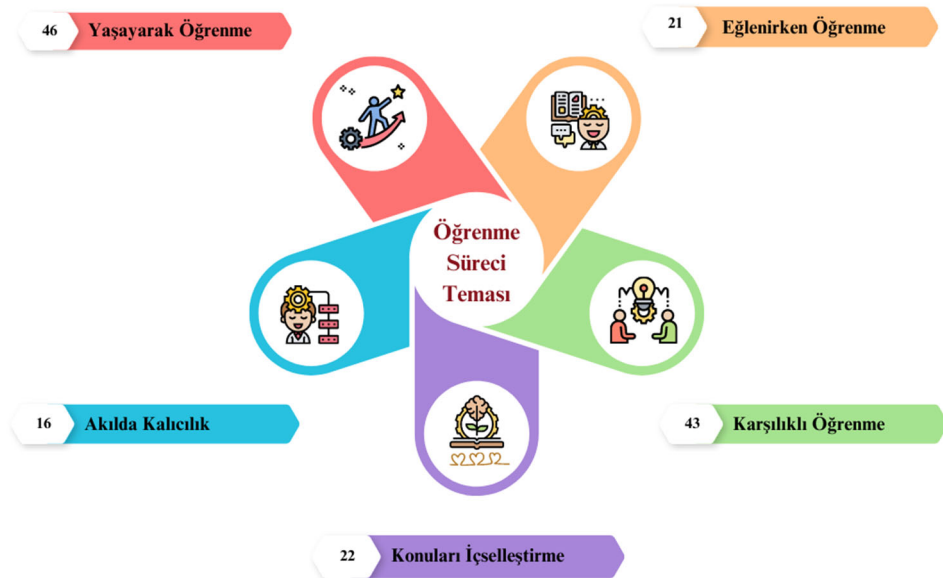 46 Yaşayarak Öğrenme
21 Eğlenirken Öğrenme
Öğrenme
Süreci
Teması
16 Akılda Kalıcılık
43 Karşılıklı Öğrenme
22 Konuları İçselleştirme